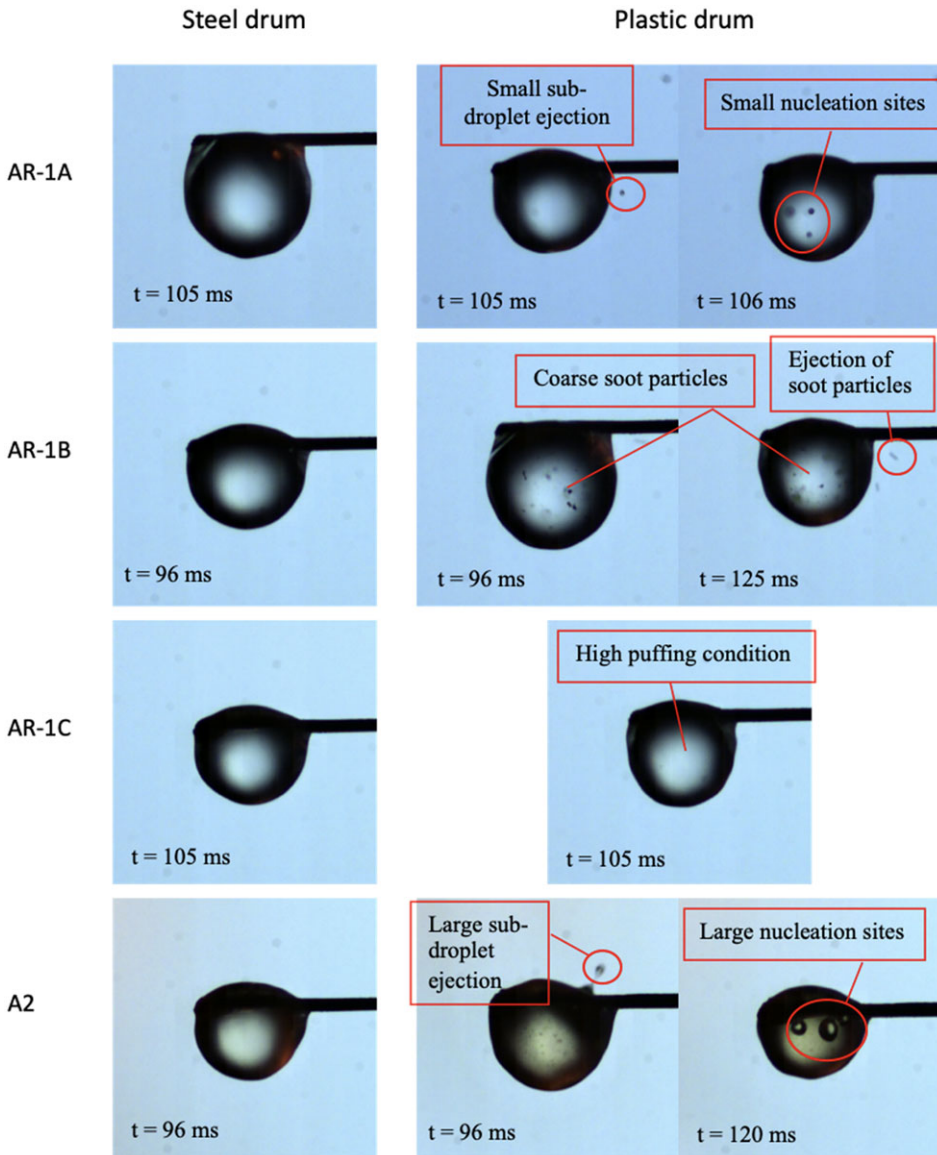 Steel drum
Plastic drum
AR-1A
Small sub-
droplet ejection
Small nucleation sites
t = 105 ms
t = 105 ms
t = 106 ms
AR-1B
Coarse soot particles
Ejection of
soot particles
t = 96 ms
t = 96 ms
t = 125 ms
AR-1C
High puffing condition
t = 105 ms
t = 105 ms
A2
Large sub-
droplet
ejection
Large nucleation sites
t = 96 ms
t = 96 ms
t = 120 ms